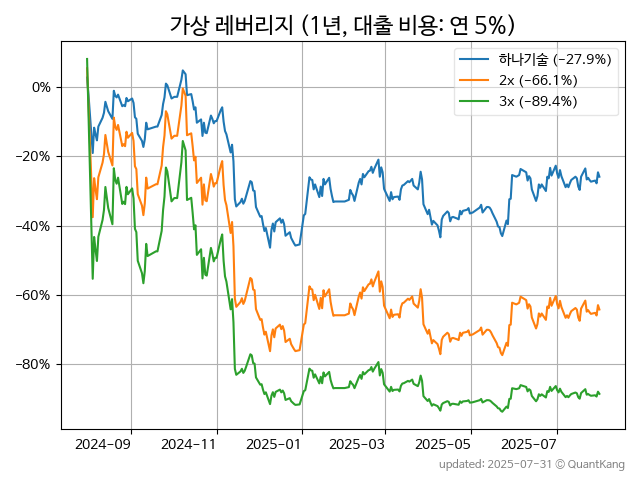 가상 레버리지 (1년, 대출 비용: 연 5%)
하나기술 (-27.9%)
2x (-66.1%)
3x (-89.4%)
0%
-20%
-40%
-60%
-80%
2024-09 2024-11 2025-01 2025-03 2025-05 2025-07
updated: 2025-07-31 © QuantKang